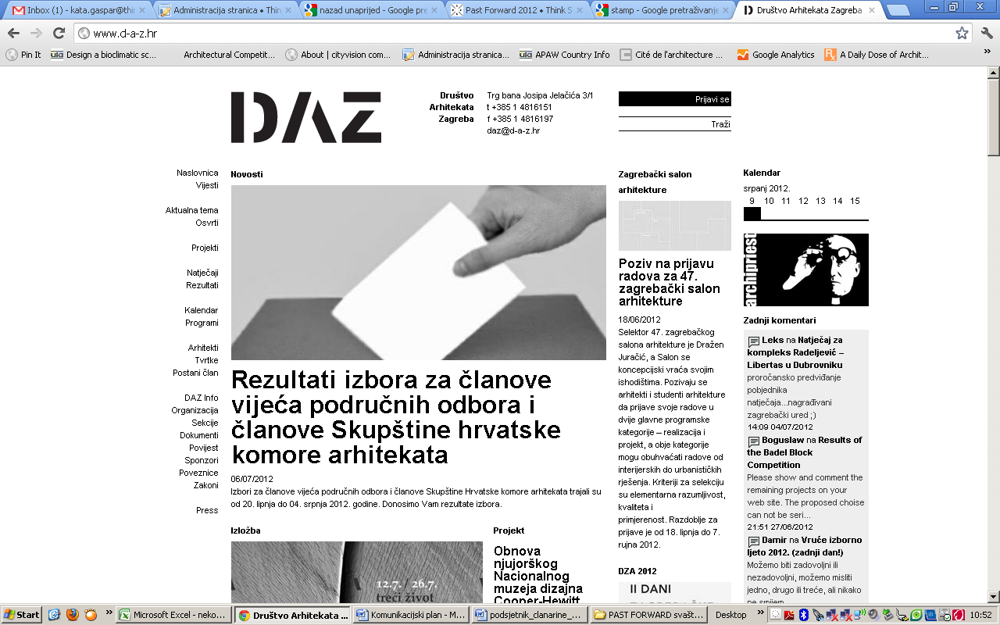 Inbox (1) - kata.gaspar@thi
Administracija stranica • Thin
nazad unaprijed - Google pre
Past Forward 2012 • Think S
stamp - Google pretraživanje
Društvo Arhitekata Zagreba
www.d-a-z.hr
Pin It
Design a bioclimatic sc...
Architectural Competit...
About | cityvision com...
Administracija stranica...
APAW Country Info
Cité de l'architecture ...
Google Analytics
A Daily Dose of Archit...
DAZ
Društvo
Arhitekata
Zagreba
Trg bana Josipa Jelačića 3/1
t +385 1 4816151
f +385 1 4816197
daz@d-a-z.hr
Prijavi se
Traži
Naslovnica
Vijesti
Aktualna tema
Osvrti
Projekti
Natječaji
Rezultati
Kalendar
Programi
Arhitekti
Tvrtke
Postani član
DAZ Info
Organizacija
Sekcije
Dokumenti
Povijest
Sponzori
Poveznice
Zakoni
Press
Novosti
Rezultati izbora za članove
vijeća područnih odbora i
članove Skupštine hrvatske
komore arhitekata
06/07/2012
Izbori za članove vijeća područnih odbora i članove Skupštine Hrvatske komore arhitekata trajali su
od 20. lipnja do 04. srpnja 2012. godine. Donosimo Vam rezultate izbora.
Izložba
12.7. / 26.7.
treći život
Projekt
Obnova
njujorškog
Nacionalnog
muzeja dizajna
Cooper-Hewitt
Zagrebački salon
arhitekture
Poziv na prijavu
radova za 47.
zagrebački salon
arhitekture
18/06/2012
Selektor 47. zagrebačkog
salona arhitekture je Dražen
Juračić, a Salon se
koncepcijski vraća svojim
ishodištima. Pozivaju se
arhitekti i studenti arhitekture
da prijave svoje radove u
dvije glavne programske
kategorije – realizacija i
projekt, a obje kategorije
mogu obuhvaćati radove od
interijerskih do urbanističkih
rješenja. Kriteriji za selekciju
su elementarna razumljivost,
kvaliteta i
primjerenost. Razdoblje za
prijave je od 18. lipnja do 7.
rujna 2012.
DZA 2012
II DANI
ZAGREBAČKE
Kalendar
srpanj 2012.
9 10 11 12 13 14 15
archipriest
Zadnji komentari
Leks na Natječaj za
kompleks Radeljević –
Libertas u Dubrovniku
proročansko predviđanje
pobjednika
natječaja...nagrađivani
zagrebački ured ;)
14:09 04/07/2012
Boguslaw na Results of
the Badel Block
Competition
Please show and comment the
remaining projects on your
web site. The proposed choise
can not be seri...
21:51 27/06/2012
Damir na Vruće izborno
ljeto 2012. (zadnji dan!)
Možemo biti zadovoljni ili
nezadovoljni, možemo misliti
jedno, drugo ili treće, ali nikako
ne smijem
Start
Microsoft Excel - neko...
Društvo Arhitekata ...
Komunikacijski plan - M...
podsjetnik_clanarine_...
PAST FORWARD svašt...
Desktop
10:52